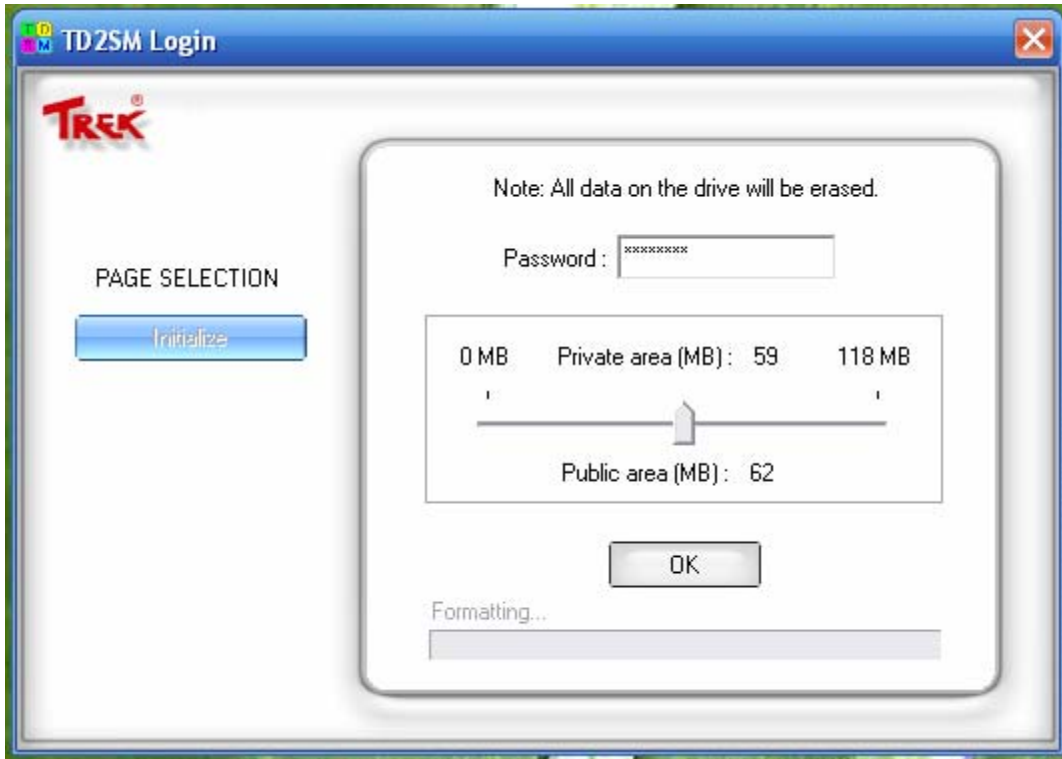 TD2SM Login
TREK®
PAGE SELECTION
Initialize
Note: All data on the drive will be erased.
Password : ********
0 MB Private area (MB) : 59 118 MB
Public area (MB) : 62
OK
Formatting...